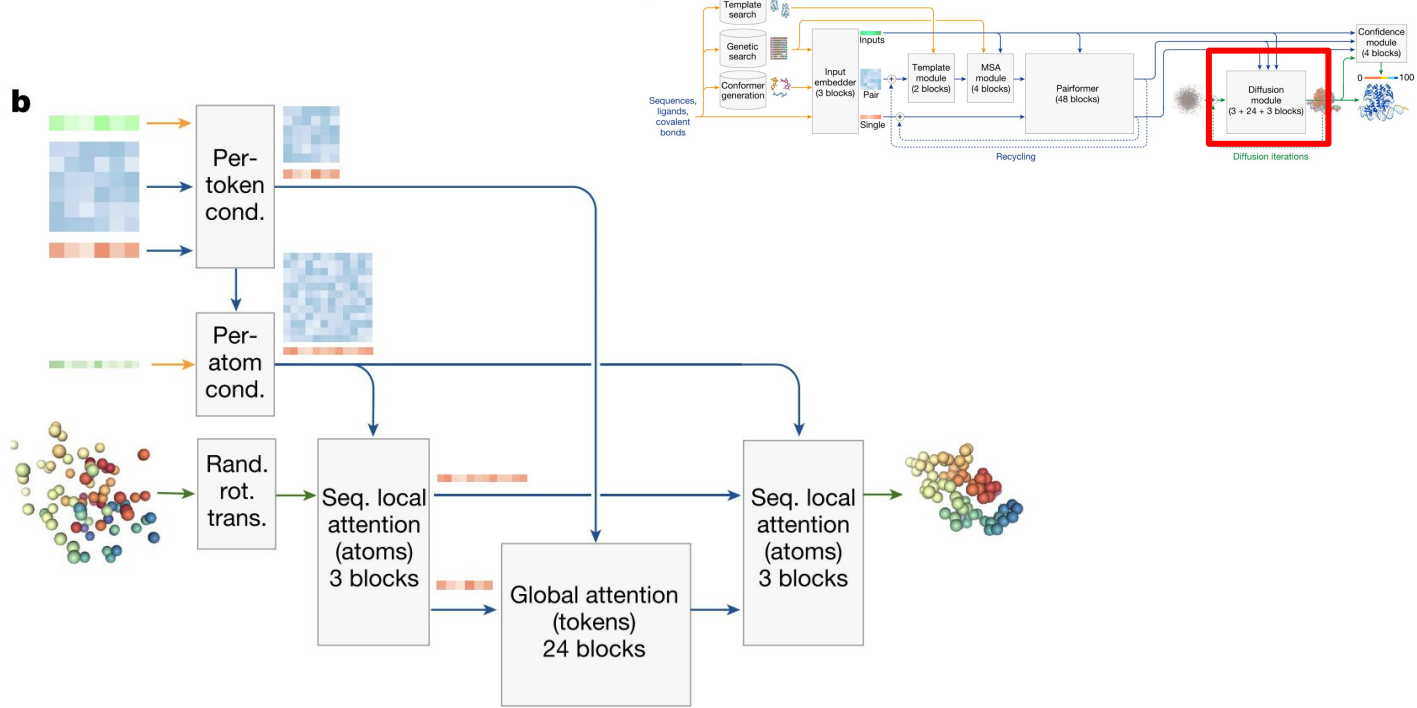 Template
search
Genetic
search
Conformer
generation
Sequences,
ligands,
covalent
bonds
Input
embedder
(3 blocks)
Inputs
Pair
Single
+
+
Template
module
(2 blocks)
MSA
module
(4 blocks)
Pairformer
(48 blocks)
Recycling
Diffusion
module
(3 + 24 + 3 blocks)
Diffusion iterations
Confidence
module
(4 blocks)
0
100
b
Per-
token
cond.
Per-
atom
cond.
Rand.
rot.
trans.
Seq. local
attention
(atoms)
3 blocks
Global attention
(tokens)
24 blocks
Seq. local
attention
(atoms)
3 blocks